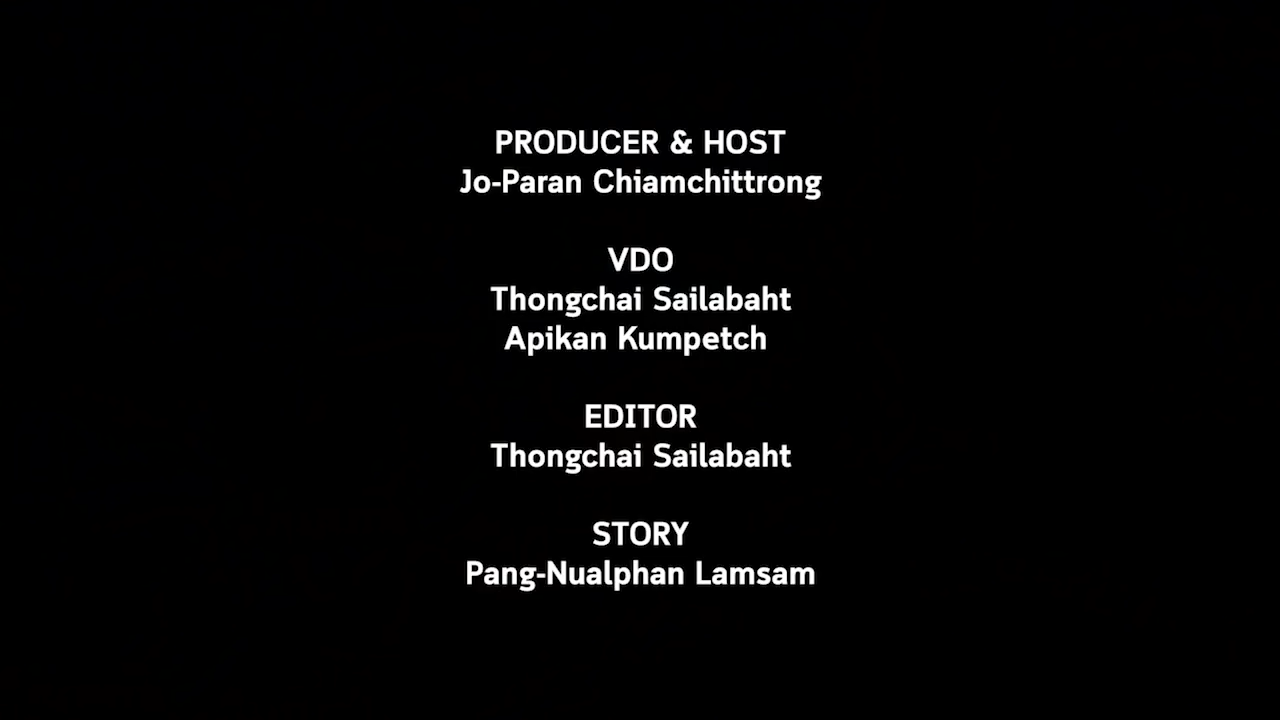 PRODUCER & HOST
Jo-Paran Chiamchittrong
VDO
Thongchai Sailabaht
Apikan Kumpetch
EDITOR
Thongchai Sailabaht
STORY
Pang-Nualphan Lamsam